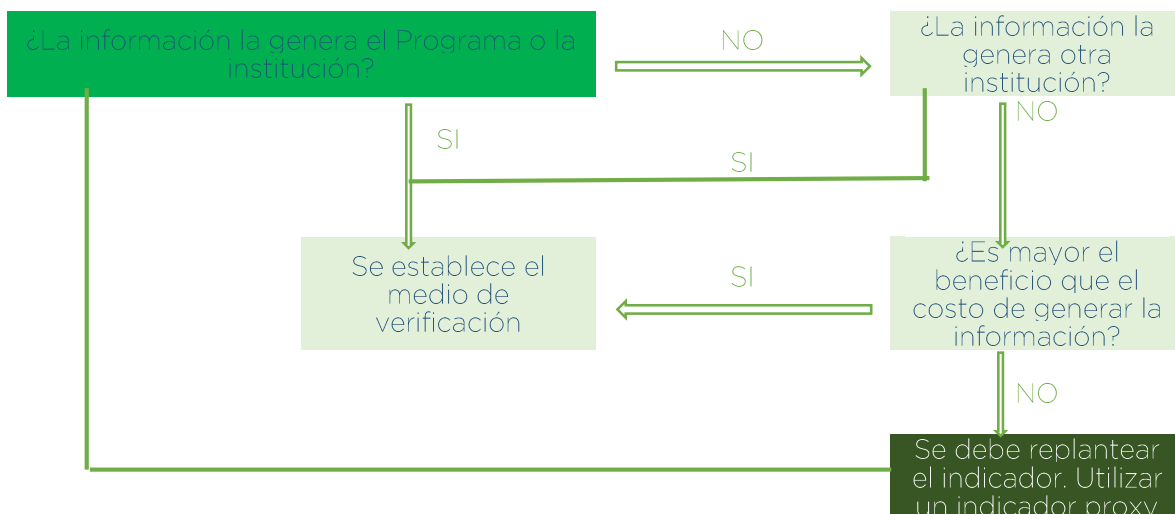 ¿La información la genera el Programa o la
institución?
NO
¿La información la
genera otra
institución?
NO
SI
SI
Se establece el
medio de
verificación
SI
¿Es mayor el
beneficio que el
costo de generar la
información?
NO
Se debe replantear
el indicador. Utilizar
un indicador proxy